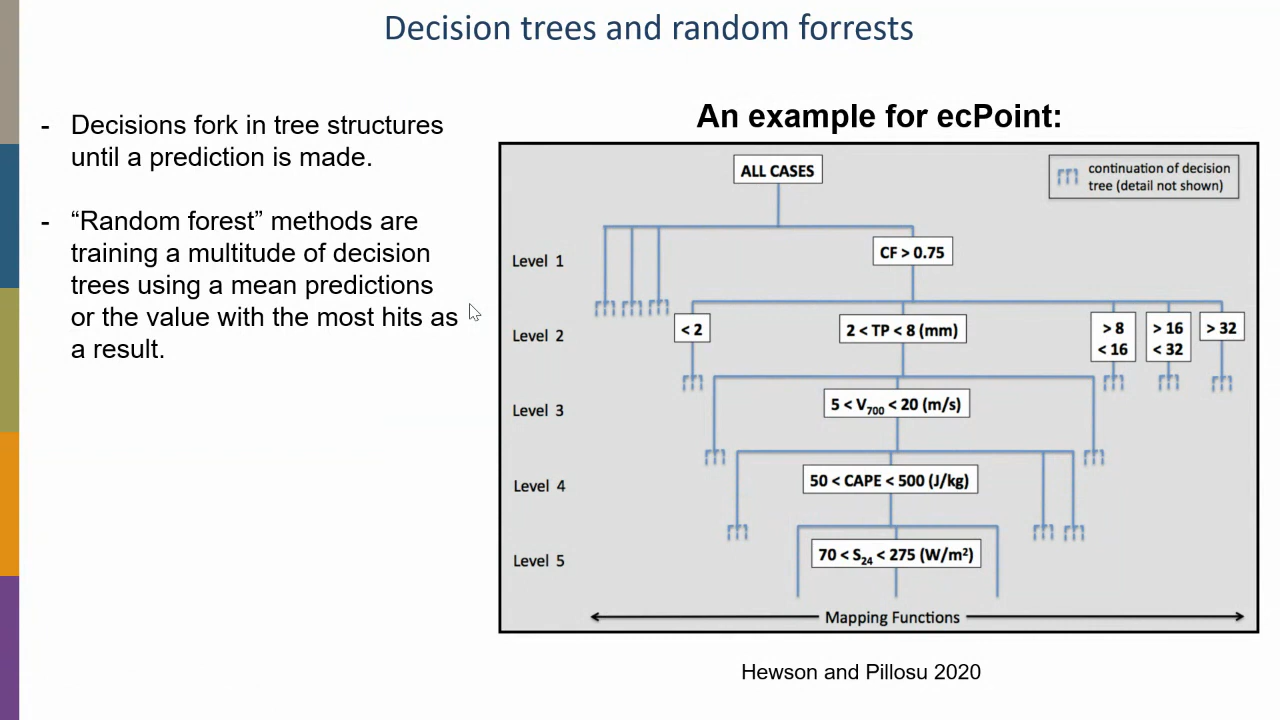 Decision trees and random forrests
- Decisions fork in tree structures
until a prediction is made.
- “Random forest” methods are
training a multitude of decision
trees using a mean predictions
or the value with the most hits as
a result.
An example for ecPoint:
ALL CASES
continuation of decision
tree (detail not shown)
Level 1
CF > 0.75
Level 2
< 2
2 < TP < 8 (mm)
> 8
< 16
> 16
< 32
> 32
Level 3
5 < V700 < 20 (m/s)
Level 4
50 < CAPE < 500 (J/kg)
Level 5
70 < S24 < 275 (W/m²)
Mapping Functions
Hewson and Pillosu 2020